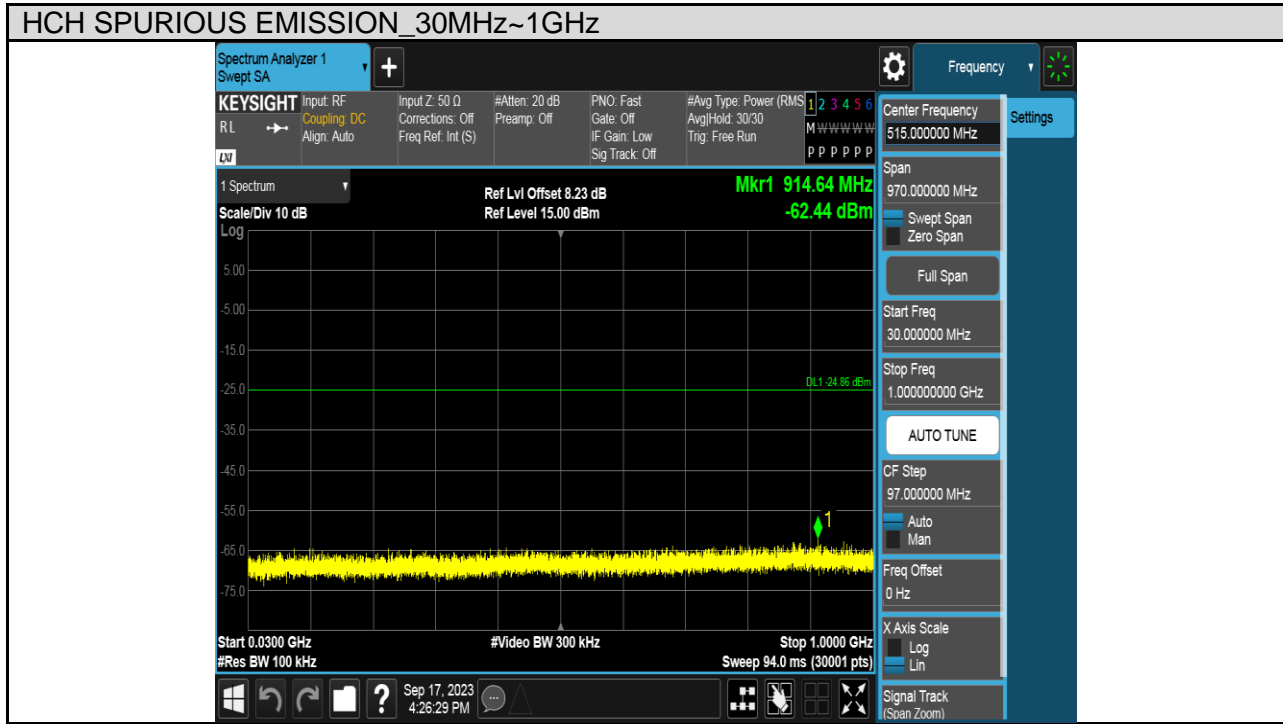 HCH SPURIOUS EMISSION_30MHz~1GHz
Spectrum Analyzer 1
Swept SA
Frequency
KEYSIGHT
RL
LXI
Input: RF
Coupling: DC
Align: Auto
Input Z: 50 Ω
Corrections: Off
Freq Ref: Int (S)
#Atten: 20 dB
Preamp: Off
PNO: Fast
Gate: Off
IF Gain: Low
Sig Track: Off
#Avg Type: Power (RMS
Avg|Hold: 30/30
Trig: Free Run
1 2 3 4 5 6
M W W W W W
P P P P P P
1 Spectrum
Scale/Div 10 dB
Log
Ref Lvl Offset 8.23 dB
Ref Level 15.00 dBm
Mkr1 914.64 MHz
-62.44 dBm
5.00
-5.00
-15.0
-25.0
DL1 -24.86 dBm
-35.0
-45.0
-55.0
1
-65.0
-75.0
Start 0.0300 GHz
#Res BW 100 kHz
#Video BW 300 kHz
Stop 1.0000 GHz
Sweep 94.0 ms (30001 pts)
Sep 17, 2023
4:26:29 PM
?
Center Frequency
515.000000 MHz
Settings
Span
970.000000 MHz
Swept Span
Zero Span
Full Span
Start Freq
30.000000 MHz
Stop Freq
1.000000000 GHz
AUTO TUNE
CF Step
97.000000 MHz
Auto
Man
Freq Offset
0 Hz
X Axis Scale
Log
Lin
Signal Track
(Span Zoom)